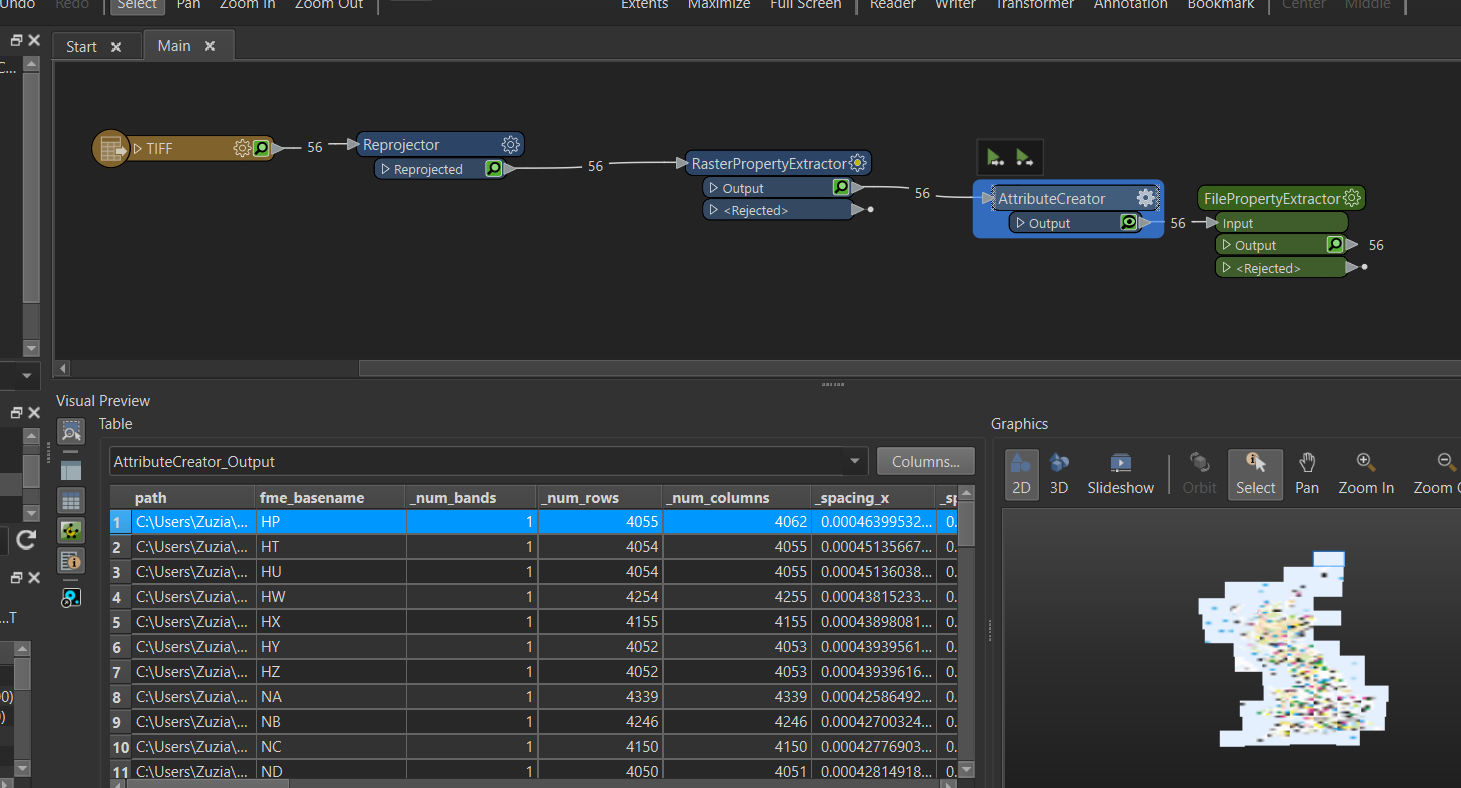 Undo Redo Select Pan Zoom In Zoom Out Extents Maximize Full Screen Reader Writer Transformer Annotation Bookmark Center Middle
Start Main
C...
TIFF
56
Reprojector
Reprojected
56
RasterPropertyExtractor
Output
<Rejected>
56
AttributeCreator
Output
56
FilePropertyExtractor
Input
Output
56
<Rejected>
Visual Preview
Table
AttributeCreator_Output
Columns...
path fme_basename _num_bands _num_rows _num_columns _spacing_x _sp
1 C:\Users\Zuzia\... HP 1 4055 4062 0.00046399532... 0.
2 C:\Users\Zuzia\... HT 1 4054 4055 0.00045135667... 0.
3 C:\Users\Zuzia\... HU 1 4054 4055 0.00045136038... 0.
4 C:\Users\Zuzia\... HW 1 4254 4255 0.00043815233... 0.
5 C:\Users\Zuzia\... HX 1 4155 4155 0.00043898081... 0.
6 C:\Users\Zuzia\... HY 1 4052 4053 0.00043939561... 0.
7 C:\Users\Zuzia\... HZ 1 4052 4053 0.00043939616... 0.
8 C:\Users\Zuzia\... NA 1 4339 4339 0.00042586492... 0.
9 C:\Users\Zuzia\... NB 1 4246 4246 0.00042700324... 0.
10 C:\Users\Zuzia\... NC 1 4150 4150 0.00042776903... 0.
11 C:\Users\Zuzia\... ND 1 4050 4051 0.00042814918... 0.
...T
00)
)
Graphics
2D 3D Slideshow Orbit Select Pan Zoom In Zoom